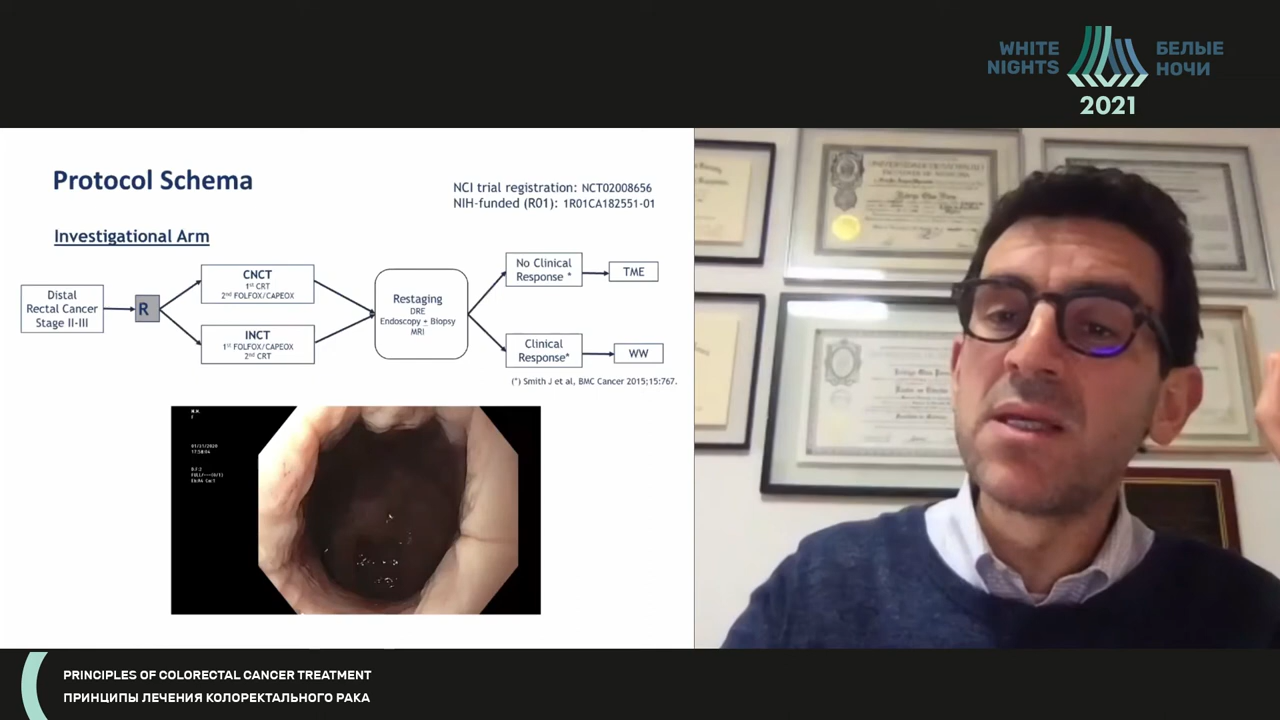 WHITE
NIGHTS
БЕЛЫЕ
НОЧИ
2021
Protocol Schema
NCI trial registration: NCT02008656
NIH-funded (R01): 1R01CA182551-01
Investigational Arm
Distal
Rectal Cancer
Stage II-III
R
CNCT
1st CRT
2nd FOLFOX/CAPEOX
INCT
1st FOLFOX/CAPEOX
2nd CRT
Restaging
DRE
Endoscopy + Biopsy
MRI
No Clinical
Response *
TME
Clinical
Response*
WW
(*) Smith J et al, BMC Cancer 2015;15:767.
01/31/2020
PRINCIPLES OF COLORECTAL CANCER TREATMENT
ПРИНЦИПЫ ЛЕЧЕНИЯ КОЛОРЕКТАЛЬНОГО РАКА